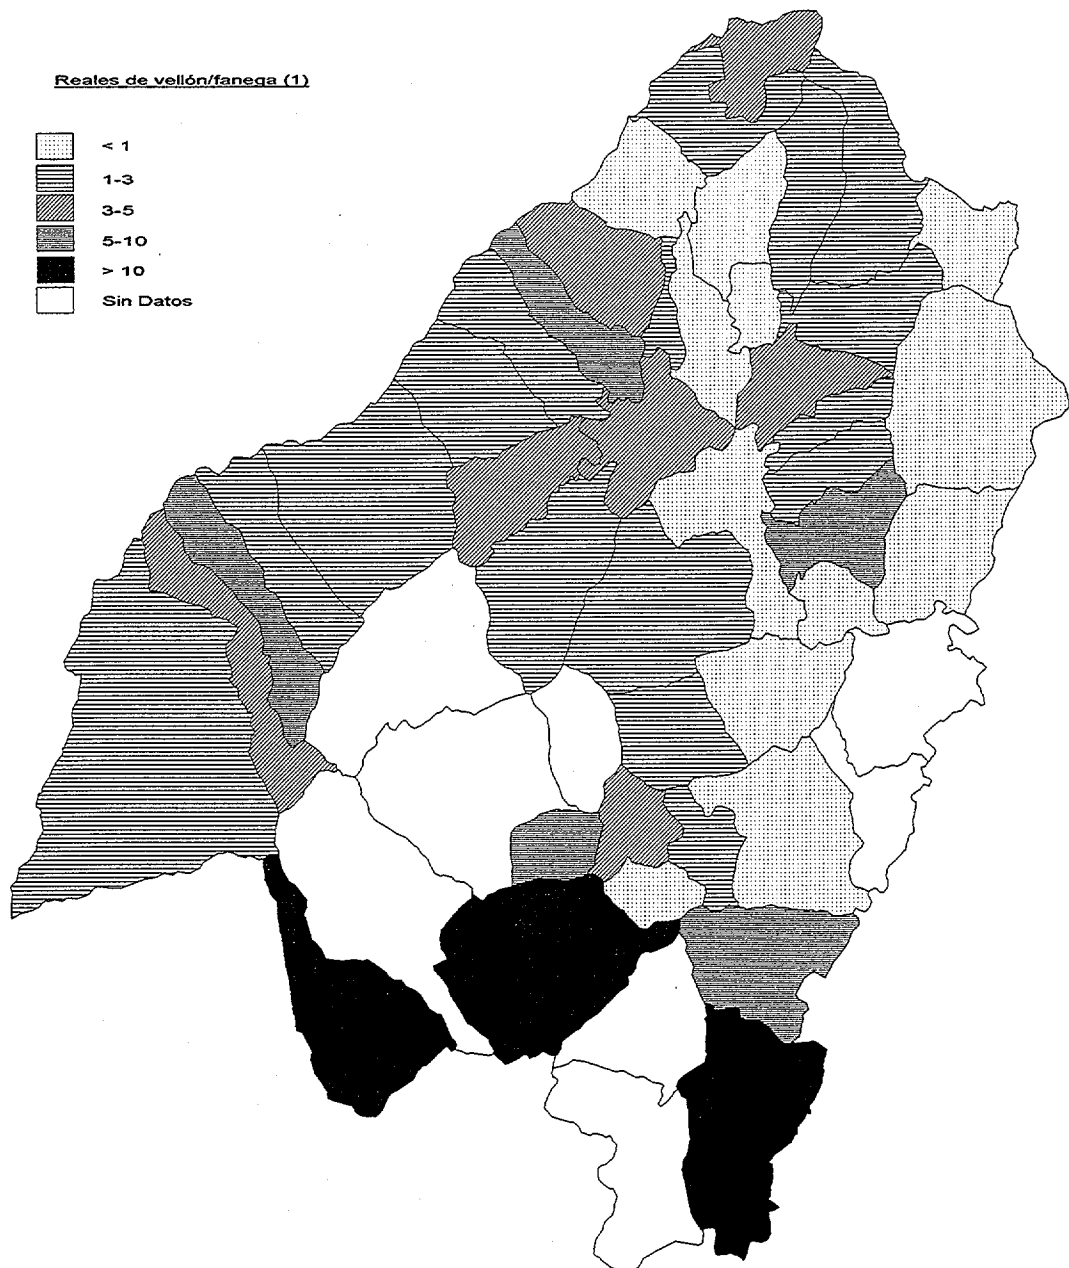 Reales de vellón/fanega (1)
< 1
1-3
3-5
5-10
> 10
Sin Datos